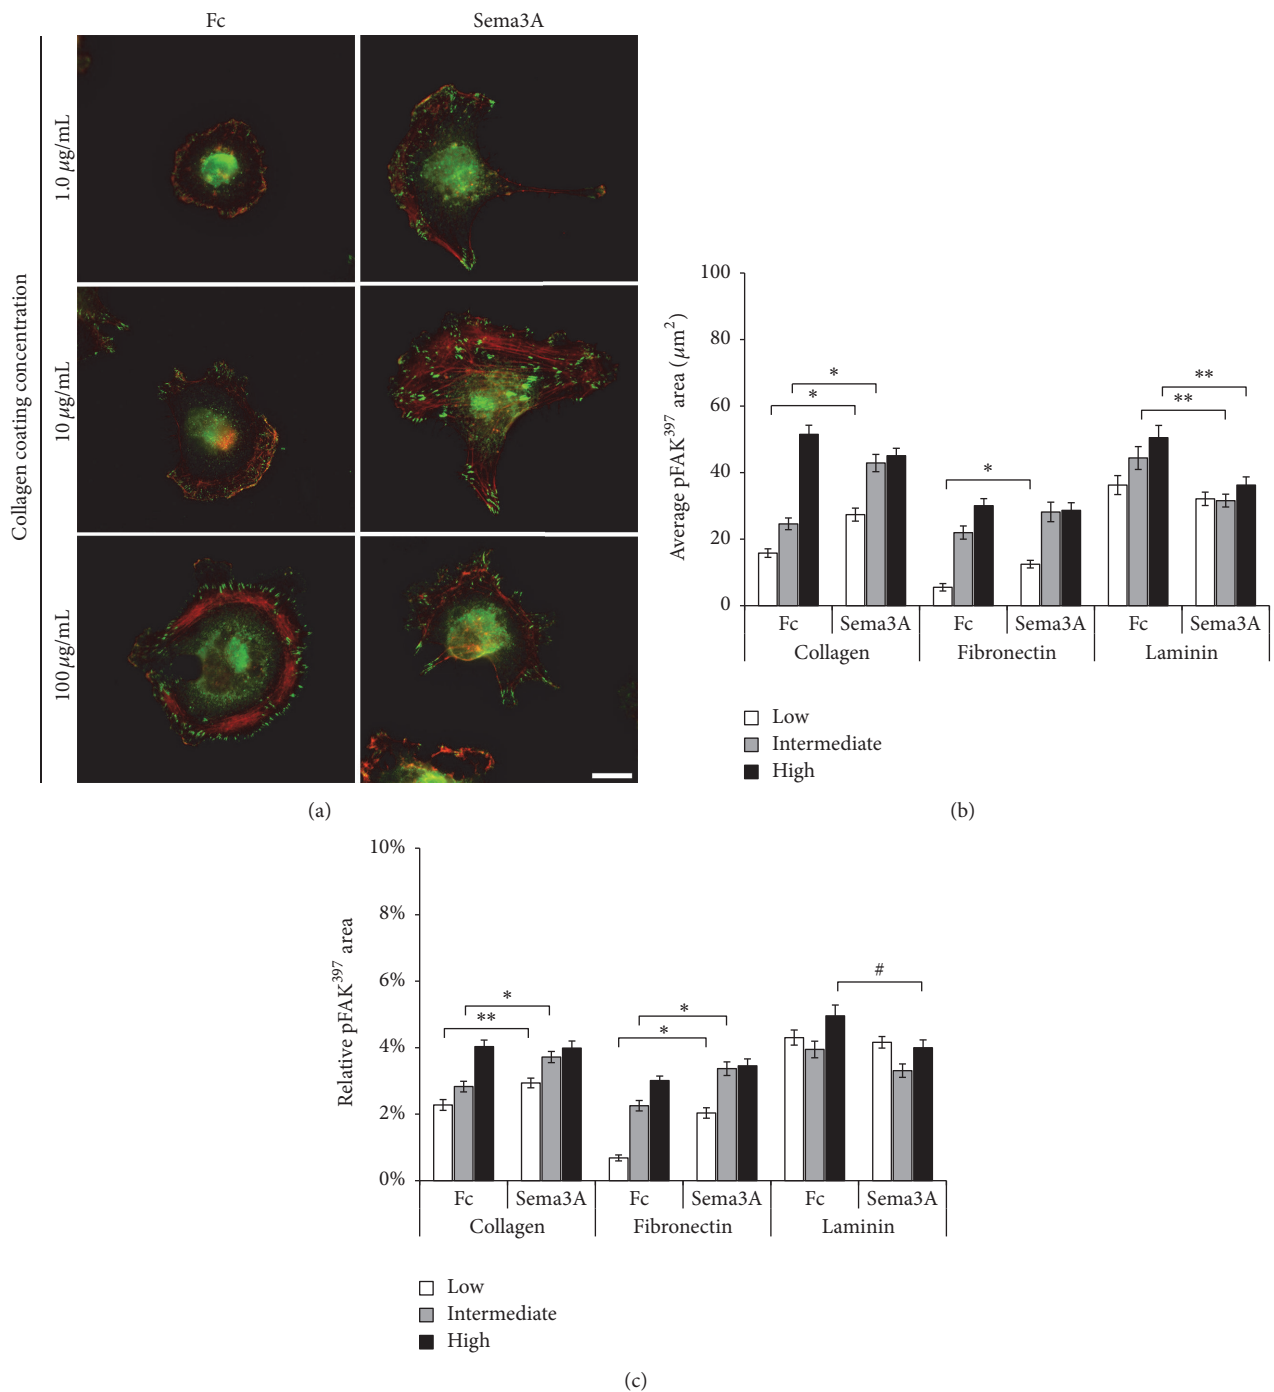 Fc
Sema3A
Collagen coating concentration
1.0 μg/mL
10 μg/mL
100 μg/mL
(a)
Average pFAK³⁹⁷ area (μm²)
100
80
60
40
20
0
*
*
*
**
**
Fc
Sema3A
Fc
Sema3A
Fc
Sema3A
Collagen
Fibronectin
Laminin
Low
Intermediate
High
(b)
Relative pFAK³⁹⁷ area
10%
8%
6%
4%
2%
0%
*
**
*
*
#
Fc
Sema3A
Fc
Sema3A
Fc
Sema3A
Collagen
Fibronectin
Laminin
Low
Intermediate
High
(c)